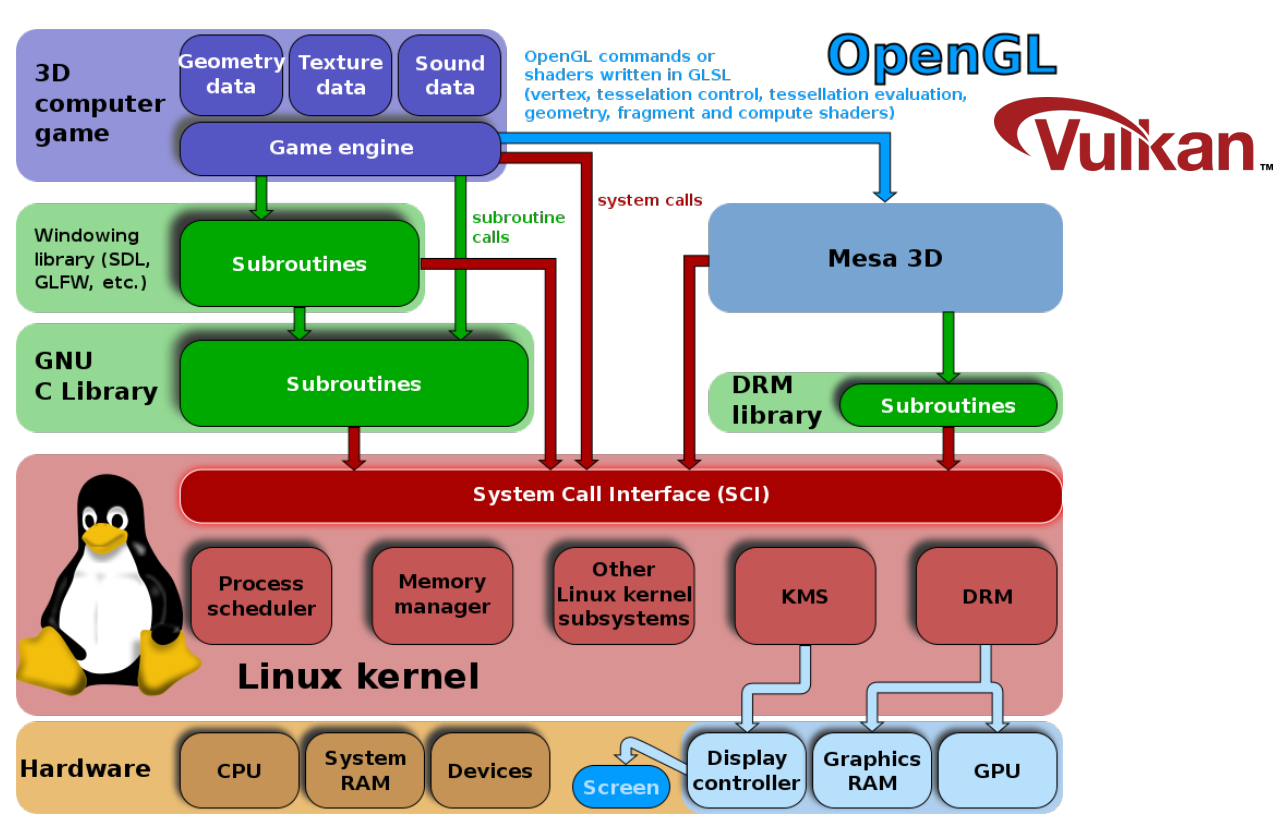 3D
computer
game
Geometry
data
Texture
data
Sound
data
Game engine
OpenGL commands or
shaders written in GLSL
(vertex, tesselation control, tessellation evaluation,
geometry, fragment and compute shaders)
OpenGL
Vulkan™
system calls
subroutine
calls
Windowing
library (SDL,
GLFW, etc.)
Subroutines
Mesa 3D
GNU
C Library
Subroutines
DRM
library
Subroutines
System Call Interface (SCI)
Process
scheduler
Memory
manager
Other
Linux kernel
subsystems
KMS
DRM
Linux kernel
Hardware
CPU
System
RAM
Devices
Screen
Display
controller
Graphics
RAM
GPU